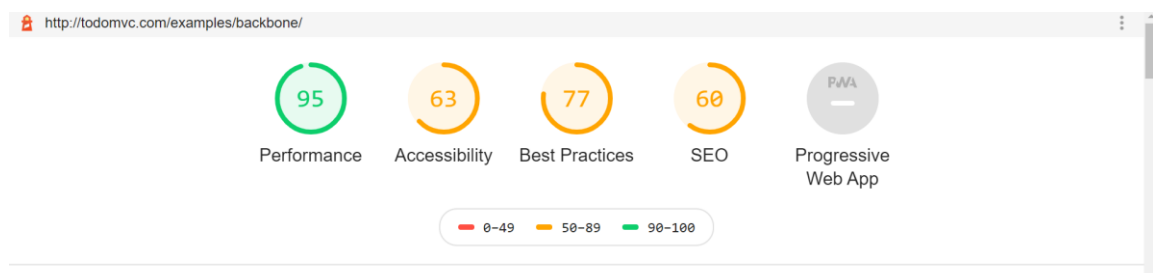 http://todomvc.com/examples/backbone/
95 63 77 60 PWA
Performance Accessibility Best Practices SEO Progressive
Web App
0-49 50-89 90-100